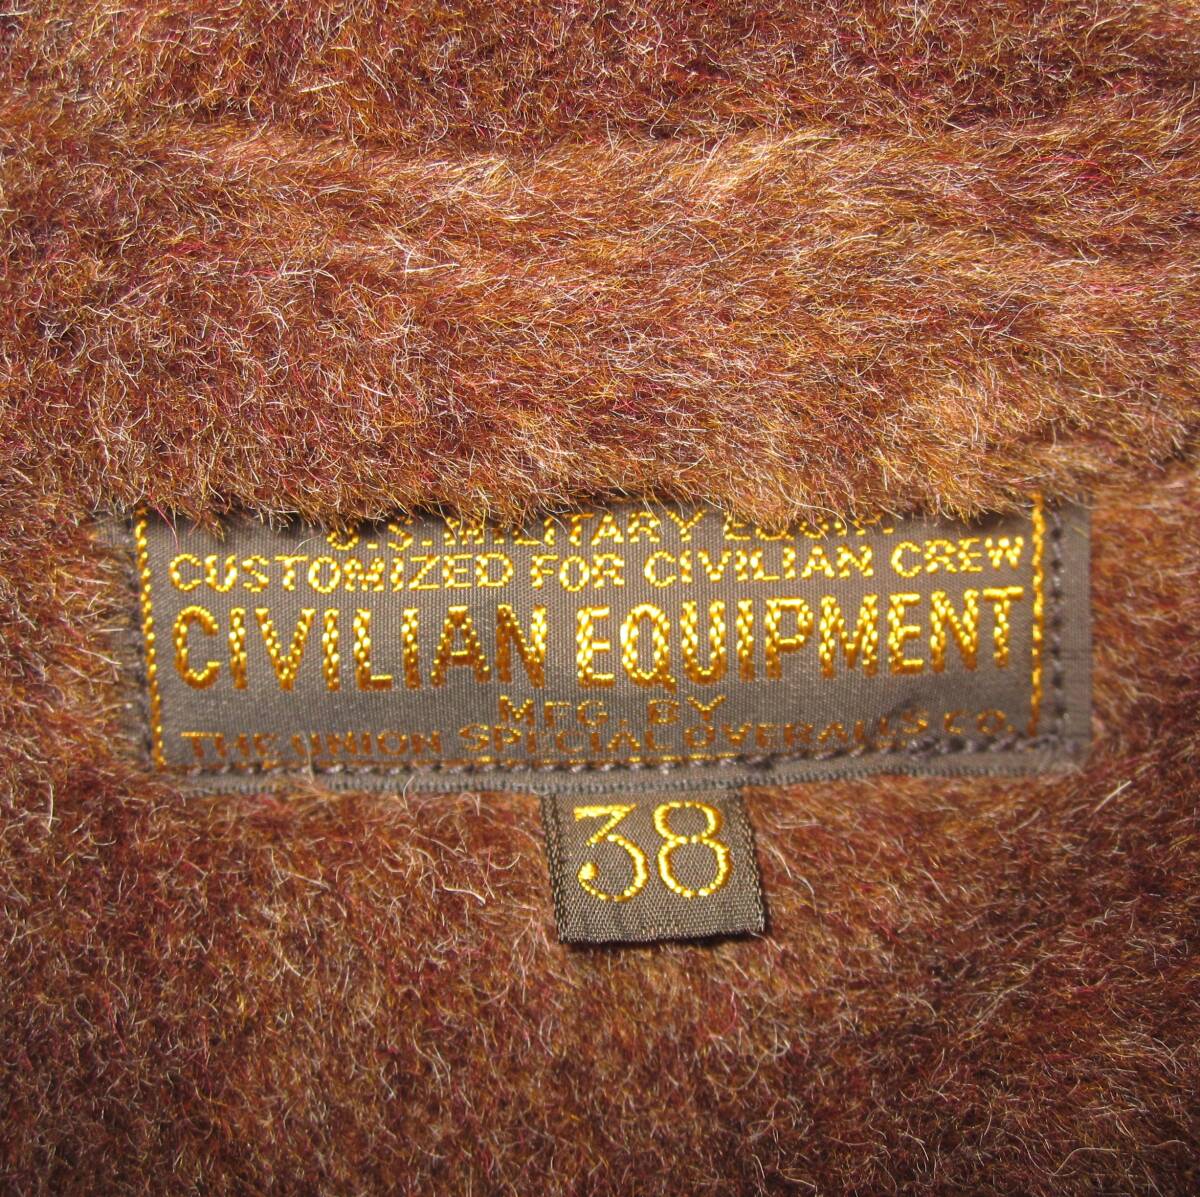 U.S. MILITARY EQUIP.
CUSTOMIZED FOR CIVILIAN CREW
CIVILIAN EQUIPMENT
MFG. BY
THE UNION SPECIAL OVERALLS CO.
38